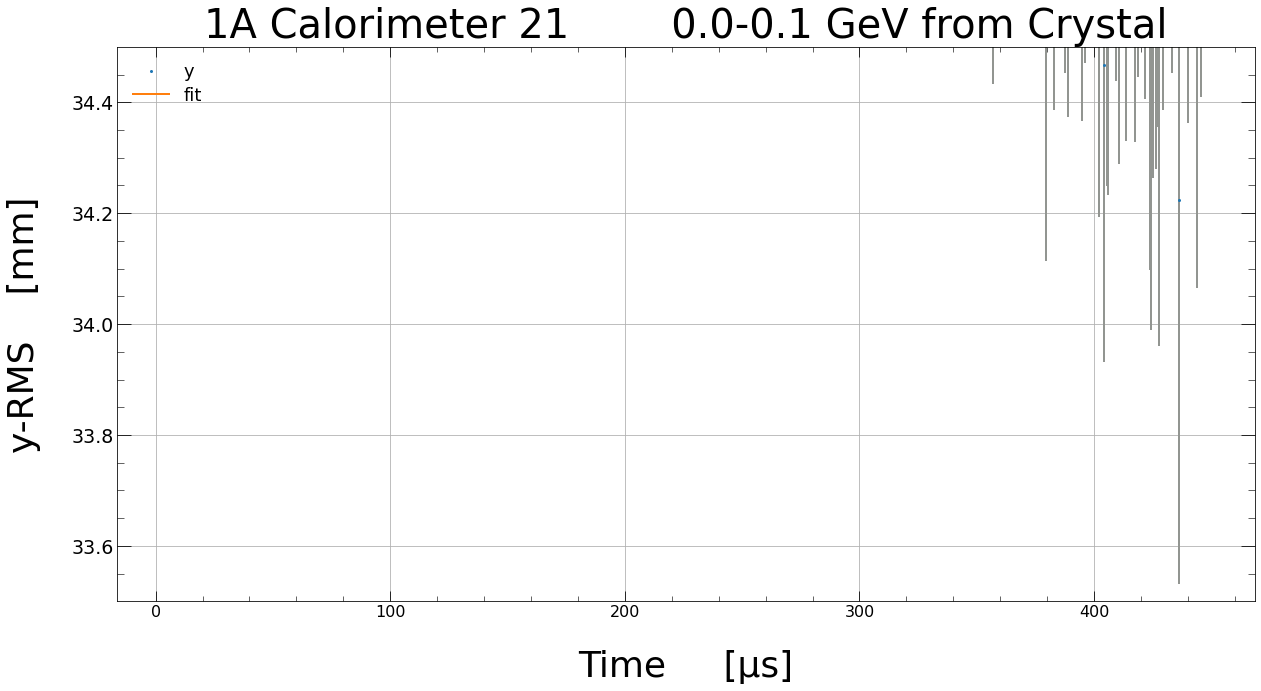 1A Calorimeter 21 0.0-0.1 GeV from Crystal
y
fit
34.4
34.2
34.0
33.8
33.6
y-RMS [mm]
0 100 200 300 400
Time [µs]